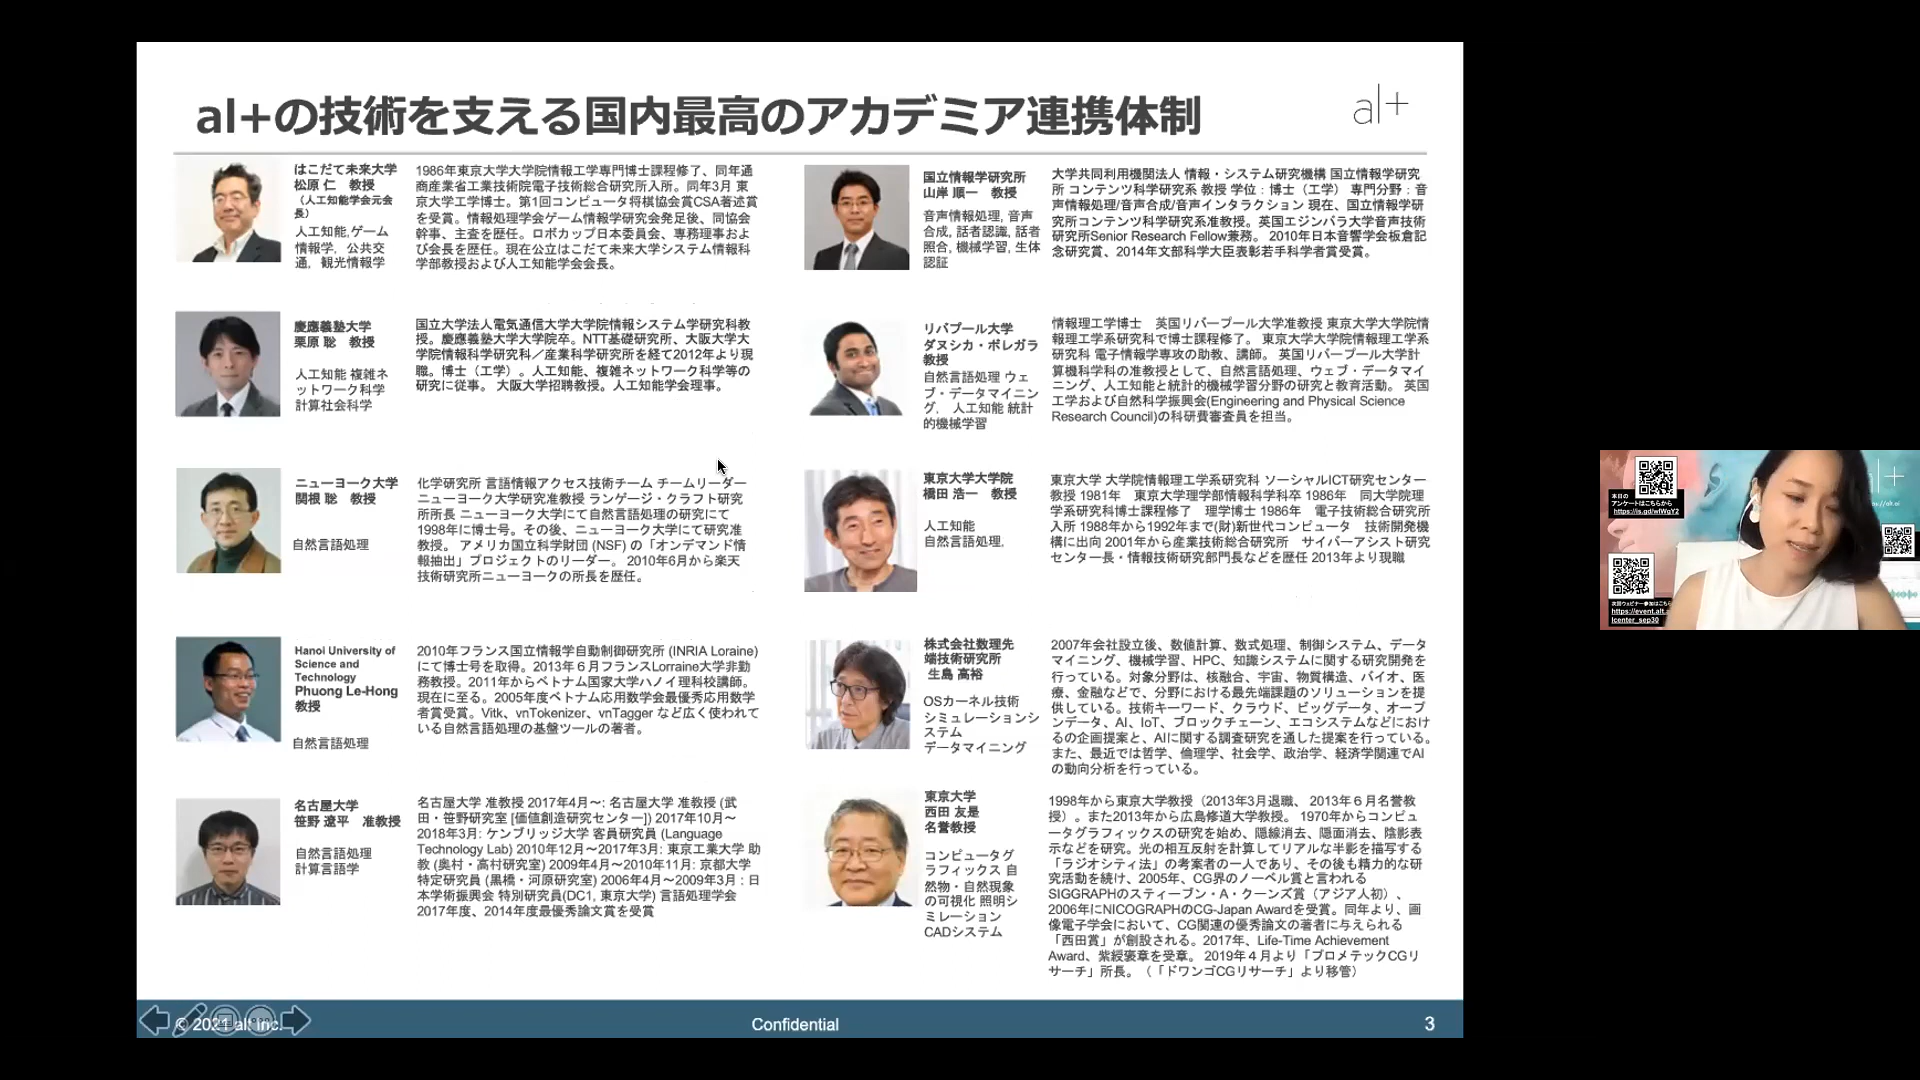 al+の技術を支える国内最高のアカデミア連携体制
al+
はこだて未来大学
松原 仁　教授
（人工知能学会元会
長）
人工知能,ゲーム
情報学,　公共交
通,　観光情報学
1986年東京大学大学院情報工学専門博士課程修了、同年通
商産業省工業技術院電子技術総合研究所入所。同年3月 東
京大学工学博士。第1回コンピュータ将棋協会賞CSA著述賞
を受賞。情報処理学会ゲーム情報学研究会発足後、同協会
幹事、主査を歴任。ロボカップ日本委員会、専務理事およ
び会長を歴任。現在公立はこだて未来大学システム情報科
学部教授および人工知能学会会長。
慶應義塾大学
栗原 聡　教授
人工知能 複雑ネ
ットワーク科学
計算社会科学
国立大学法人電気通信大学大学院情報システム学研究科教
授。慶應義塾大学大学院卒。NTT基礎研究所、大阪大学大
学院情報科学研究科／産業科学研究所を経て2012年より現
職。博士（工学）。人工知能、複雑ネットワーク科学等の
研究に従事。 大阪大学招聘教授。人工知能学会理事。
ニューヨーク大学
関根 聡　教授
自然言語処理
化学研究所 言語情報アクセス技術チーム チームリーダー
ニューヨーク大学研究准教授 ランゲージ・クラフト研究
所所長 ニューヨーク大学にて自然言語処理の研究にて
1998年に博士号。その後、ニューヨーク大学にて研究准
教授。 アメリカ国立科学財団 (NSF) の「オンデマンド情
報抽出」プロジェクトのリーダー。 2010年6月から楽天
技術研究所ニューヨークの所長を歴任。
Hanoi University of
Science and
Technology
Phuong Le-Hong
教授
自然言語処理
2010年フランス国立情報学自動制御研究所 (INRIA Loraine)
にて博士号を取得。2013年６月フランスLorraine大学非勤
務教授。2011年からベトナム国家大学ハノイ理科校講師。
現在に至る。2005年度ベトナム応用数学会最優秀応用数学
者賞受賞。Vitk、vnTokenizer、vnTagger など広く使われて
いる自然言語処理の基盤ツールの著者。
名古屋大学
笹野 遼平　准教授
自然言語処理
計算言語学
名古屋大学 准教授 2017年4月〜: 名古屋大学 准教授 (武
田・笹野研究室 [価値創造研究センター]) 2017年10月〜
2018年3月: ケンブリッジ大学 客員研究員 (Language
Technology Lab) 2010年12月〜2017年3月: 東京工業大学 助
教 (奥村・高村研究室) 2009年4月〜2010年11月: 京都大学
特定研究員 (黒橋・河原研究室) 2006年4月〜2009年3月 : 日
本学術振興会 特別研究員(DC1, 東京大学) 言語処理学会
2017年度、2014年度最優秀論文賞を受賞
国立情報学研究所
山岸 順一　教授
音声情報処理, 音声
合成, 話者認識, 話者
照合, 機械学習, 生体
認証
大学共同利用機関法人 情報・システム研究機構 国立情報学研究
所 コンテンツ科学研究系 教授 学位：博士（工学） 専門分野：音
声情報処理/音声合成/音声インタラクション 現在、国立情報学研
究所コンテンツ科学研究系准教授。英国エジンバラ大学音声技術
研究所Senior Research Fellow兼務。 2010年日本音響学会板倉記
念研究賞、2014年文部科学大臣表彰若手科学者賞受賞。
リバプール大学
ダヌシカ・ボレガラ
教授
自然言語処理 ウェ
ブ・データマイニン
グ,　人工知能 統計
的機械学習
情報理工学博士　英国リバープール大学准教授 東京大学大学院情
報理工学系研究科で博士課程修了。 東京大学大学院情報理工学系
研究科 電子情報学専攻の助教、講師。 英国リバープール大学計
算機科学科の准教授として、自然言語処理、ウェブ・データマイ
ニング、人工知能と統計的機械学習分野の研究と教育活動。 英国
工学および自然科学振興会(Engineering and Physical Science
Research Council)の科研費審査員を担当。
東京大学大学院
橋田 浩一　教授
人工知能
自然言語処理,
東京大学 大学院情報理工学系研究科 ソーシャルICT研究センター
教授 1981年　東京大学理学部情報科学科卒 1986年　同大学院理
学系研究科博士課程修了　理学博士 1986年　電子技術総合研究所
入所 1988年から1992年まで(財)新世代コンピュータ　技術開発機
構に出向 2001年から産業技術総合研究所　サイバーアシスト研究
センター長・情報技術研究部門長などを歴任 2013年より現職
株式会社数理先
端技術研究所
生島 高裕
OSカーネル技術
シミュレーションシ
ステム
データマイニング
2007年会社設立後、数値計算、数式処理、制御システム、データ
マイニング、機械学習、HPC、知識システムに関する研究開発を
行っている。対象分野は、核融合、宇宙、物質構造、バイオ、医
療、金融などで、分野における最先端課題のソリューションを提
供している。技術キーワード、クラウド、ビッグデータ、オープ
ンデータ、AI、IoT、ブロックチェーン、エコシステムなどにおけ
るの企画提案と、AIに関する調査研究を通した提案を行っている。
また、最近では哲学、倫理学、社会学、政治学、経済学関連でAI
の動向分析を行っている。
東京大学
西田 友是
名誉教授
コンピュータグ
ラフィックス 自
然物・自然現象
の可視化 照明シ
ミレーション
CADシステム
1998年から東京大学教授（2013年3月退職、 2013年６月名誉教
授）。また2013年から広島修道大学教授。 1970年からコンピュ
ータグラフィックスの研究を始め、隠線消去、隠面消去、陰影表
示などを研究。光の相互反射を計算してリアルな半影を描写する
「ラジオシティ法」の考案者の一人であり、その後も精力的な研
究活動を続け、2005年、CG界のノーベル賞と言われる
SIGGRAPHのスティーブン・A・クーンズ賞（アジア人初）、
2006年にNICOGRAPHのCG-Japan Awardを受賞。同年より、画
像電子学会において、CG関連の優秀論文の著者に与えられる
「西田賞」が創設される。2017年、Life-Time Achievement
Award、紫綬褒章を受章。 2019年４月より「プロメテックCGリ
サーチ」所長。（「ドワンゴCGリサーチ」より移管）
© 2021 alt Inc.
Confidential
3
本日の
アンケートはこちらから
https://is.gd/wIWgY2
次回ウェビナー参加はこちら
https://event.alt.a
lcenter_sep30